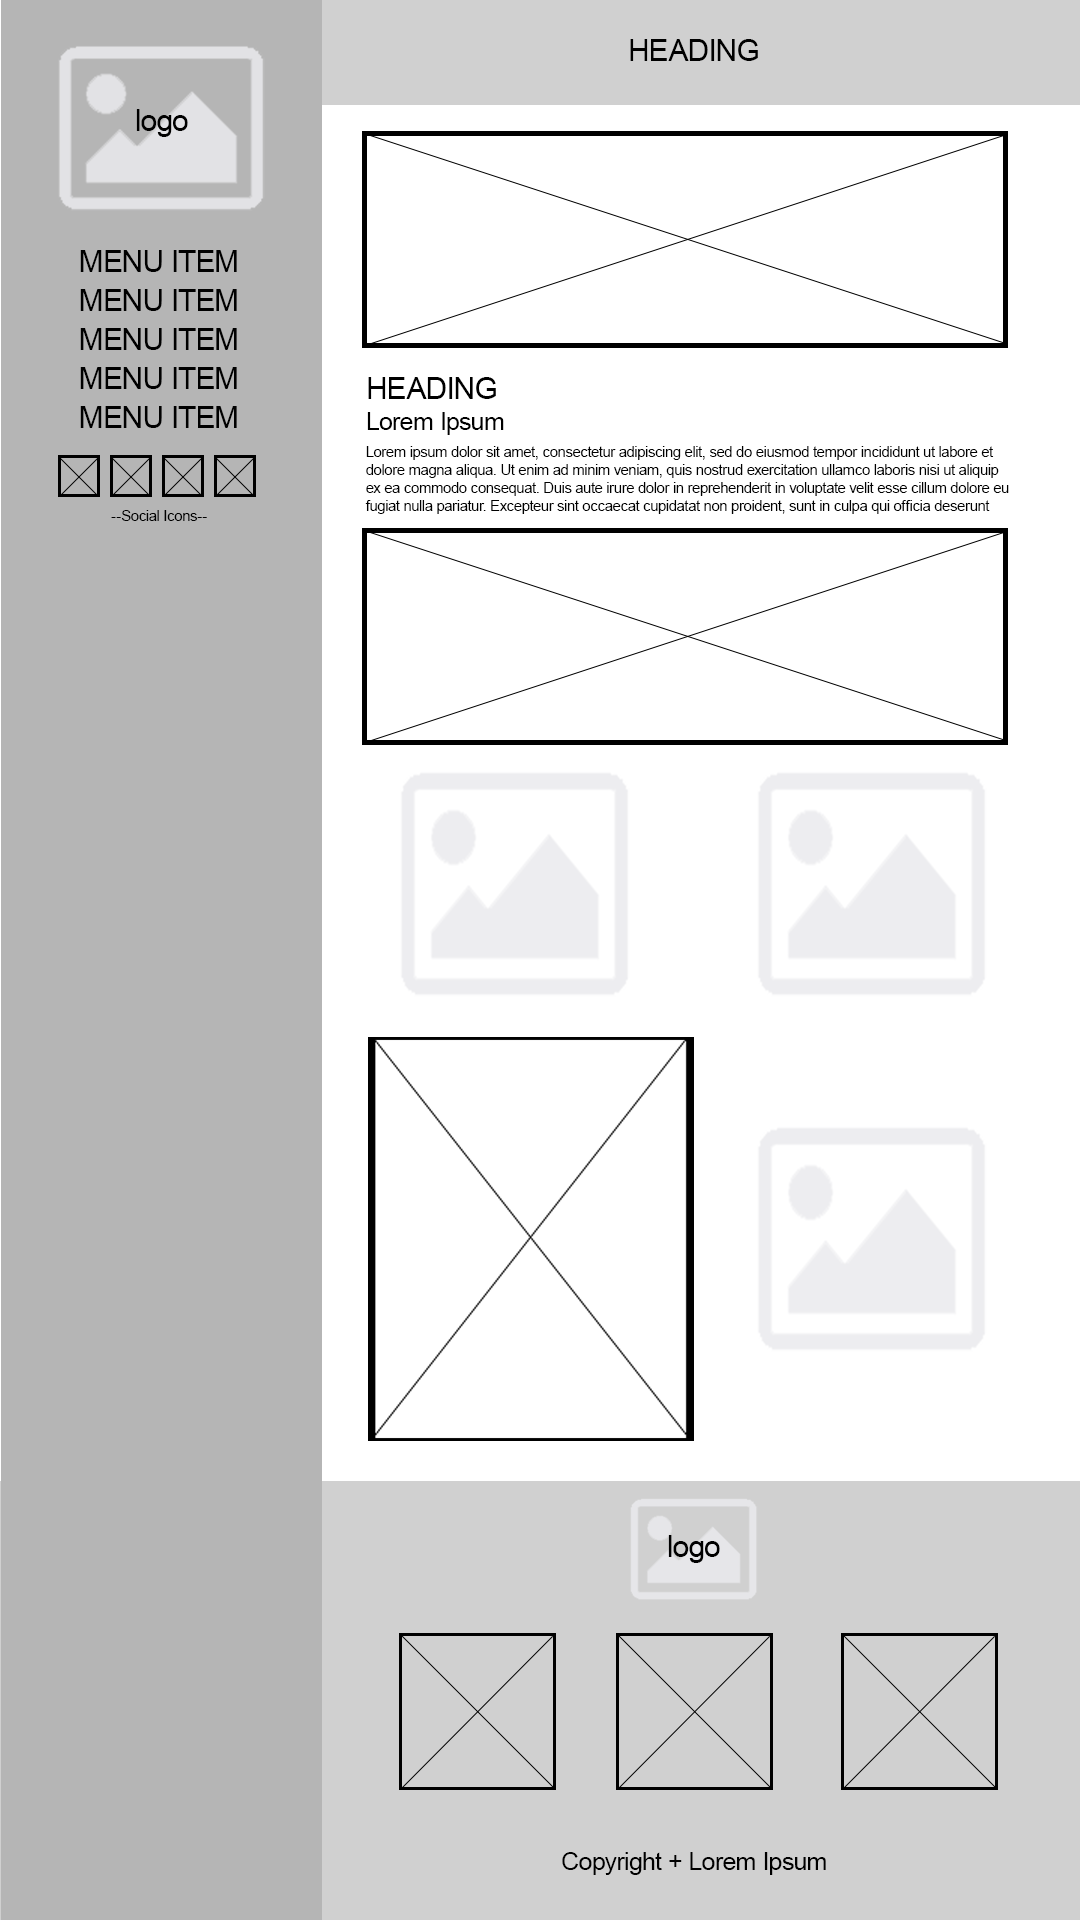 logo
MENU ITEM
MENU ITEM
MENU ITEM
MENU ITEM
MENU ITEM
--Social Icons--
HEADING
HEADING
Lorem Ipsum
Lorem ipsum dolor sit amet, consectetur adipiscing elit, sed do eiusmod tempor incididunt ut labore et
dolore magna aliqua. Ut enim ad minim veniam, quis nostrud exercitation ullamco laboris nisi ut aliquip
ex ea commodo consequat. Duis aute irure dolor in reprehenderit in voluptate velit esse cillum dolore eu
fugiat nulla pariatur. Excepteur sint occaecat cupidatat non proident, sunt in culpa qui officia deserunt
logo
Copyright + Lorem Ipsum